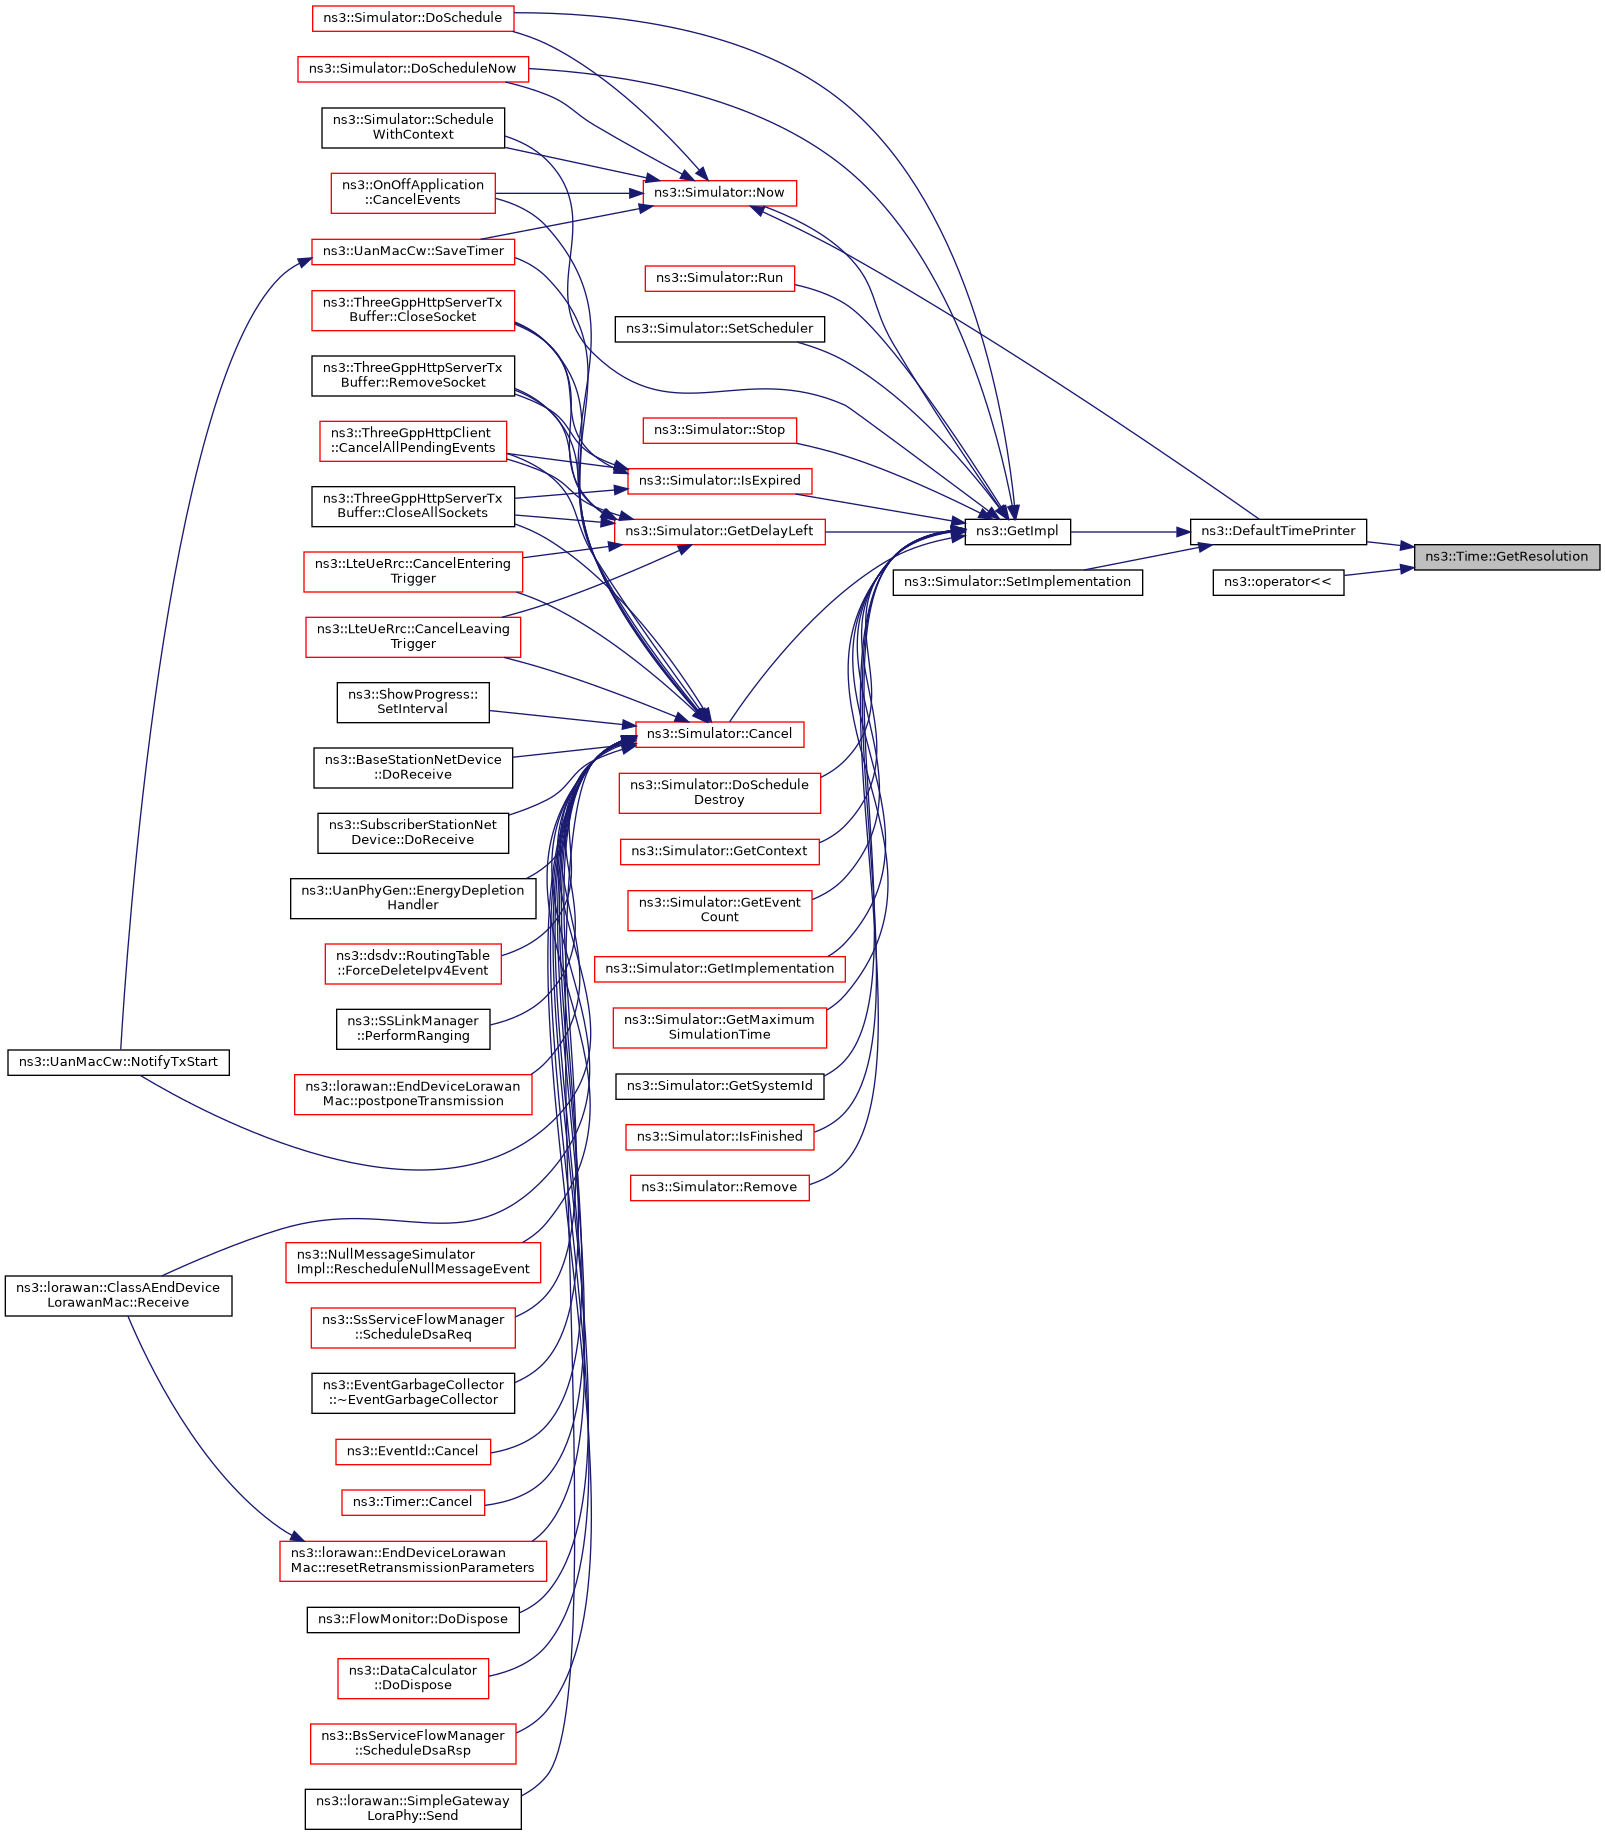 ns3::Simulator::DoSchedule
ns3::Simulator::DoScheduleNow
ns3::Simulator::Schedule
WithContext
ns3::OnOffApplication
::CancelEvents
ns3::UanMacCw::SaveTimer
ns3::ThreeGppHttpServerTx
Buffer::CloseSocket
ns3::ThreeGppHttpServerTx
Buffer::RemoveSocket
ns3::ThreeGppHttpClient
::CancelAllPendingEvents
ns3::ThreeGppHttpServerTx
Buffer::CloseAllSockets
ns3::LteUeRrc::CancelEntering
Trigger
ns3::LteUeRrc::CancelLeaving
Trigger
ns3::ShowProgress::
SetInterval
ns3::BaseStationNetDevice
::DoReceive
ns3::SubscriberStationNet
Device::DoReceive
ns3::UanPhyGen::EnergyDepletion
Handler
ns3::dsdv::RoutingTable
::ForceDeleteIpv4Event
ns3::SSLinkManager
::PerformRanging
ns3::UanMacCw::NotifyTxStart
ns3::lorawan::EndDeviceLorawan
Mac::postponeTransmission
ns3::NullMessageSimulator
Impl::RescheduleNullMessageEvent
ns3::lorawan::ClassAEndDevice
LorawanMac::Receive
ns3::SsServiceFlowManager
::ScheduleDsaReq
ns3::EventGarbageCollector
::~EventGarbageCollector
ns3::EventId::Cancel
ns3::Timer::Cancel
ns3::lorawan::EndDeviceLorawan
Mac::resetRetransmissionParameters
ns3::FlowMonitor::DoDispose
ns3::DataCalculator
::DoDispose
ns3::BsServiceFlowManager
::ScheduleDsaRsp
ns3::lorawan::SimpleGateway
LoraPhy::Send
ns3::Simulator::Now
ns3::Simulator::Run
ns3::Simulator::SetScheduler
ns3::Simulator::Stop
ns3::Simulator::IsExpired
ns3::Simulator::GetDelayLeft
ns3::Simulator::Cancel
ns3::Simulator::DoSchedule
Destroy
ns3::Simulator::GetContext
ns3::Simulator::GetEvent
Count
ns3::Simulator::GetImplementation
ns3::Simulator::GetMaximum
SimulationTime
ns3::Simulator::GetSystemId
ns3::Simulator::IsFinished
ns3::Simulator::Remove
ns3::GetImpl
ns3::Simulator::SetImplementation
ns3::DefaultTimePrinter
ns3::operator<<
ns3::Time::GetResolution